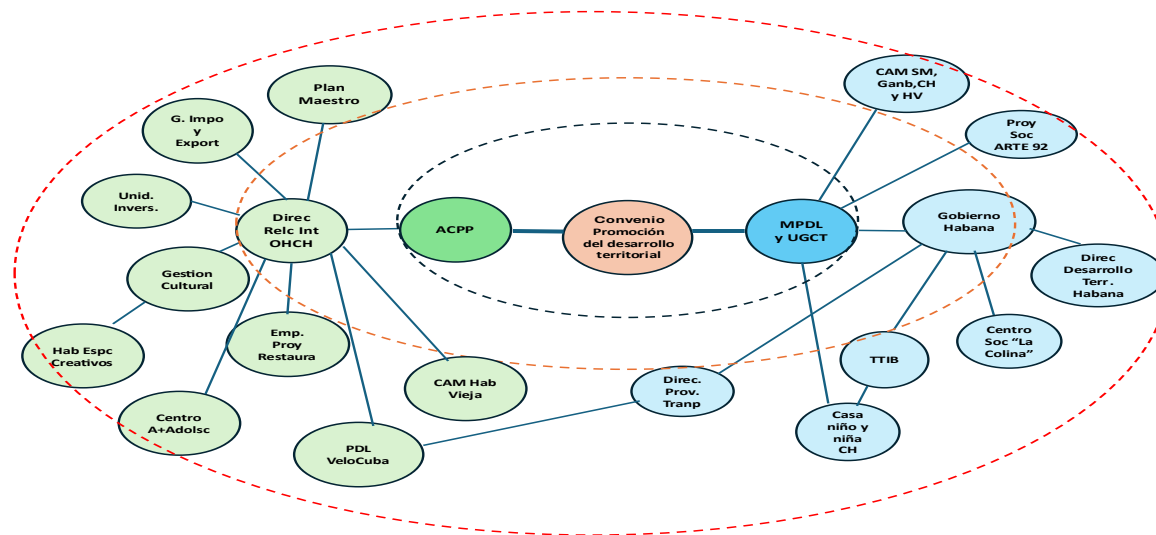 Plan
Maestro
G. Impo
y
Export
Unid.
Invers.
Direc
Relc Int
OHCH
Gestion
Cultural
Hab Espc
Creativos
Centro
A+Adolsc
Emp.
Proy
Restaura
PDL
VeloCuba
CAM Hab
Vieja
ACPP
Convenio
Promoción
del desarrollo
territorial
MPDL
y UGCT
CAM SM,
Ganb,CH
y HV
Proy
Soc
ARTE 92
Gobierno
Habana
Direc
Desarrollo
Terr.
Habana
Centro
Soc “La
Colina”
TTIB
Direc.
Prov.
Tranp
Casa
niño y
niña
CH